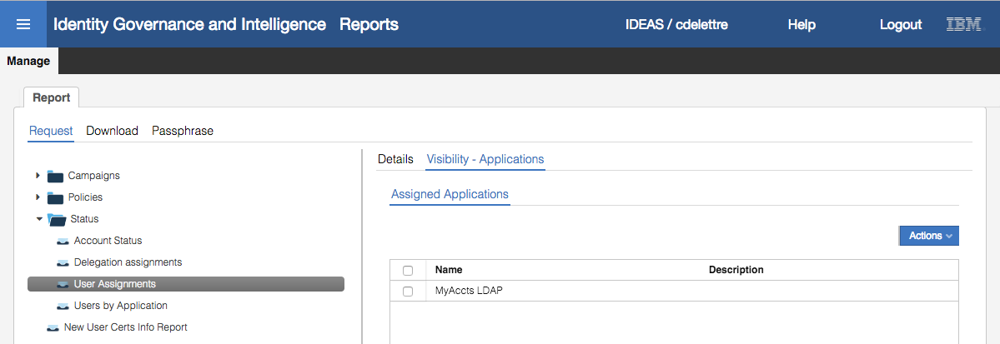 Identity Governance and Intelligence Reports IDEAS / cdelettre Help Logout IBM
Manage
Report
Request Download Passphrase
Details Visibility - Applications
Assigned Applications
Campaigns
Policies
Status
Account Status
Delegation assignments
User Assignments
Users by Application
New User Certs Info Report
Actions
Name Description
MyAccts LDAP